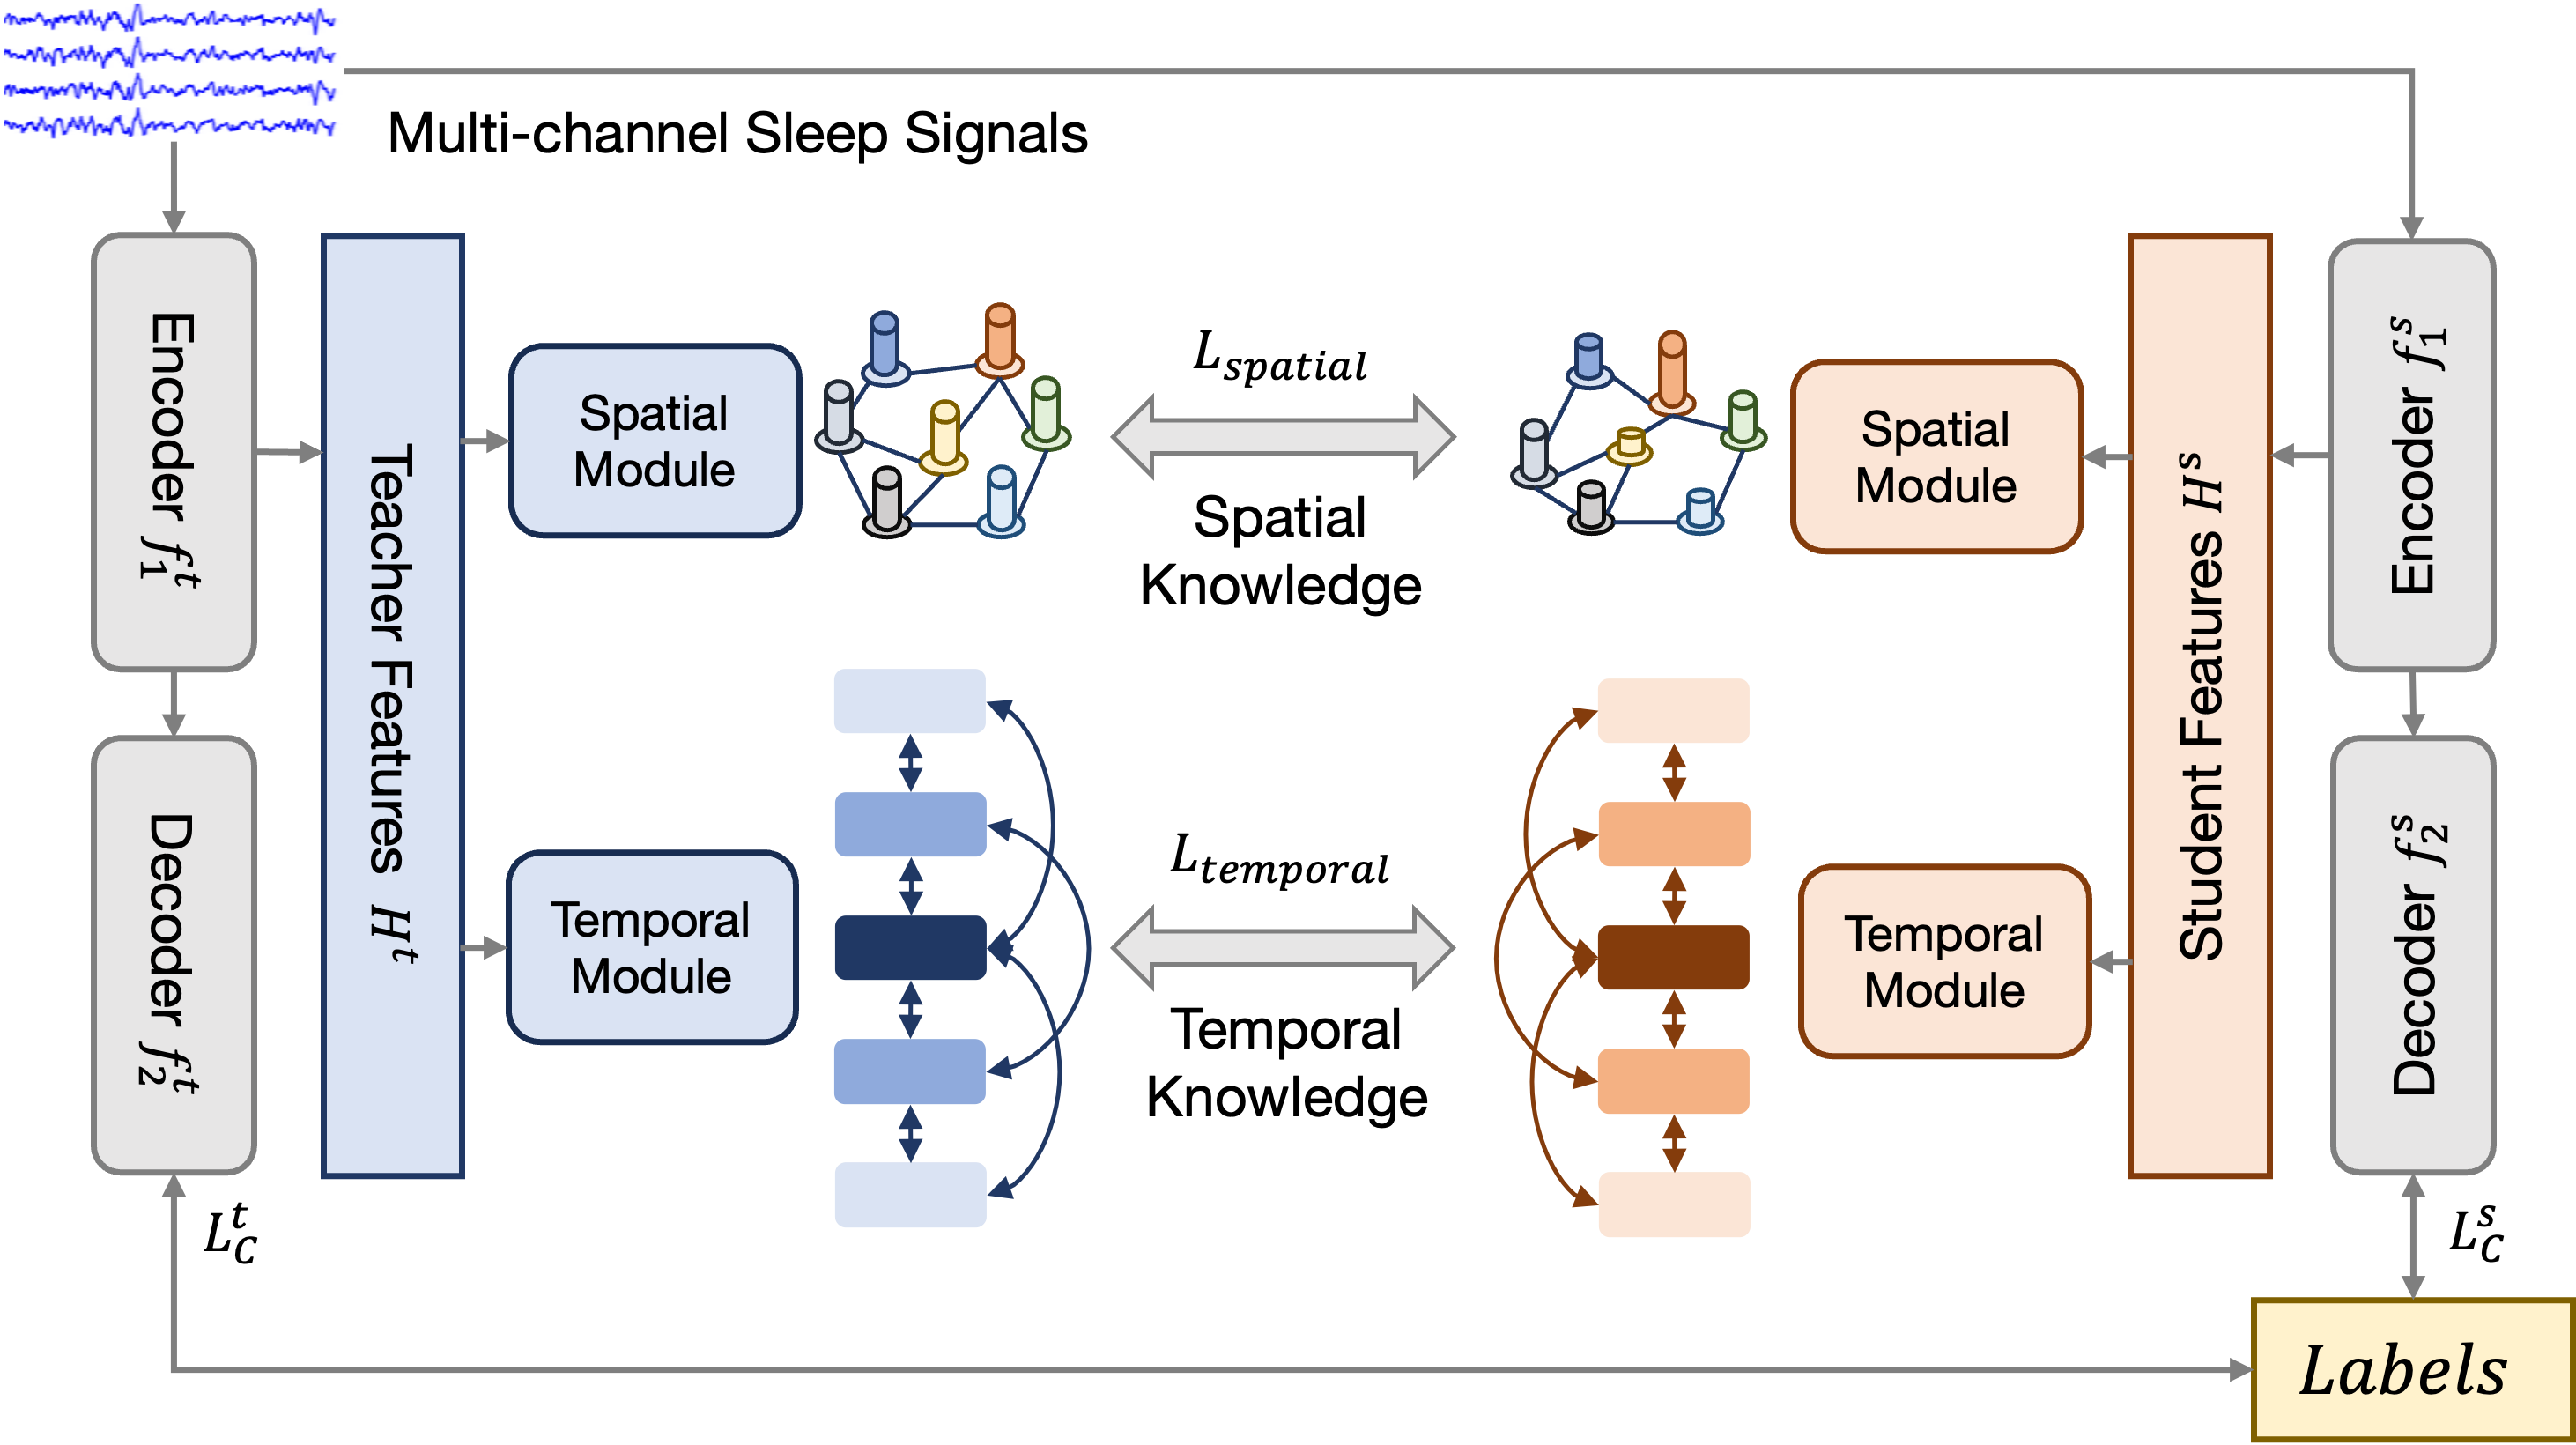 Multi-channel Sleep Signals
Encoder $f_1^t$
Decoder $f_2^t$
Teacher Features $H^t$
Spatial
Module
Temporal
Module
$L_{spatial}$
Spatial
Knowledge
$L_{temporal}$
Temporal
Knowledge
Spatial
Module
Temporal
Module
Student Features $H^s$
Encoder $f_1^s$
Decoder $f_2^s$
$L_C^t$
$L_C^s$
Labels